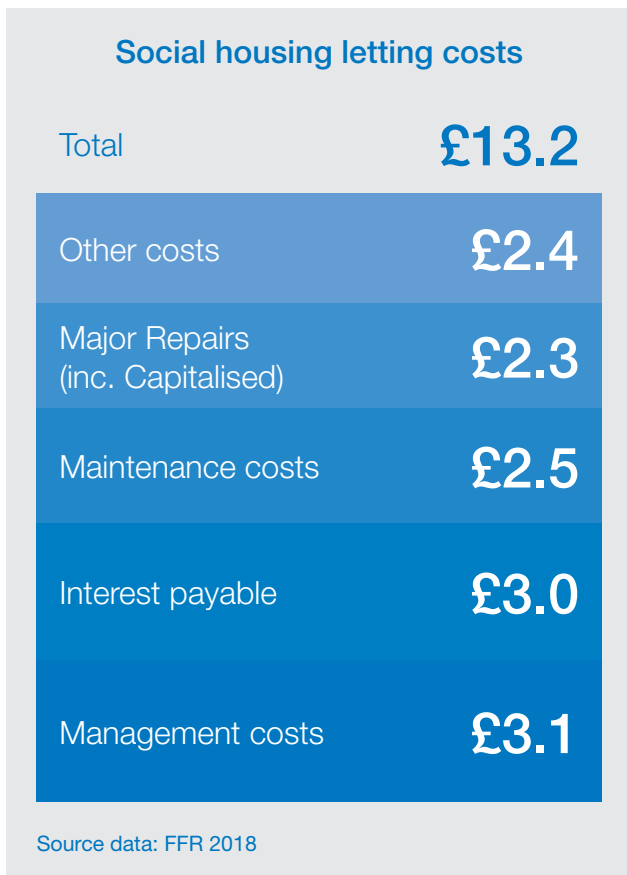 Social housing letting costs
Total £13.2
Other costs £2.4
Major Repairs
(inc. Capitalised) £2.3
Maintenance costs £2.5
Interest payable £3.0
Management costs £3.1
Source data: FFR 2018